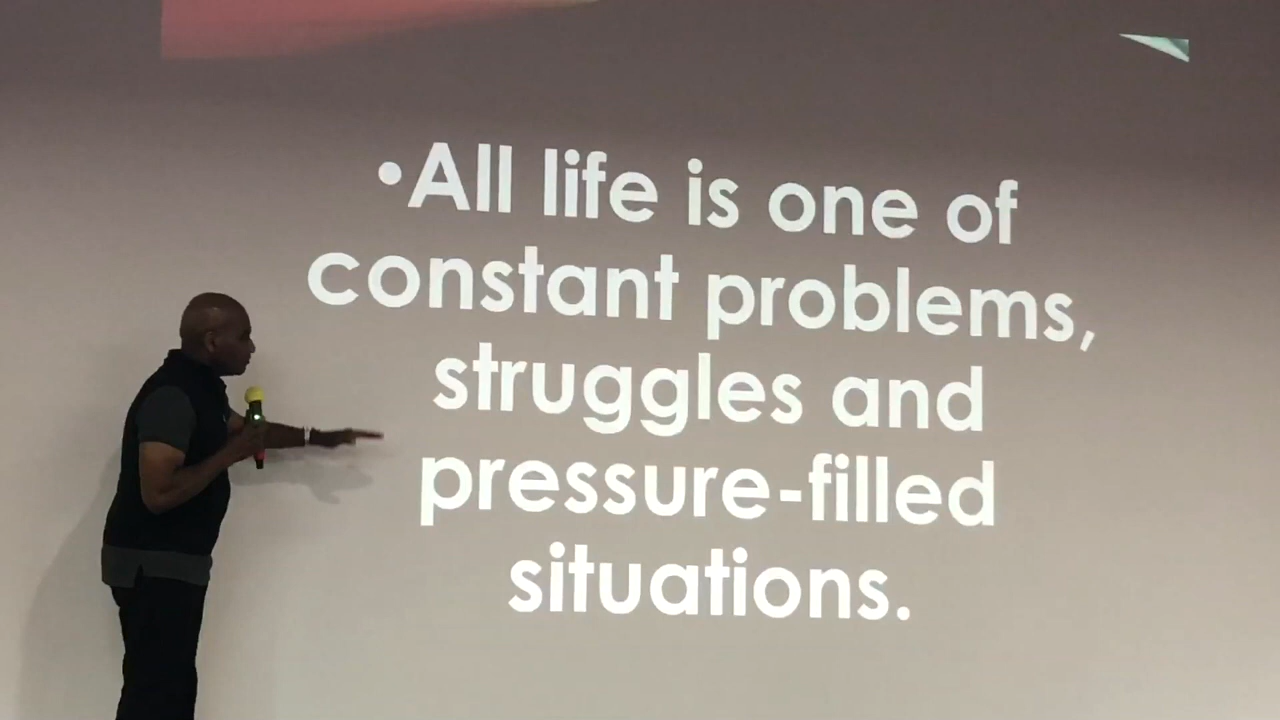 •All life is one of
constant problems,
struggles and
pressure-filled
situations.